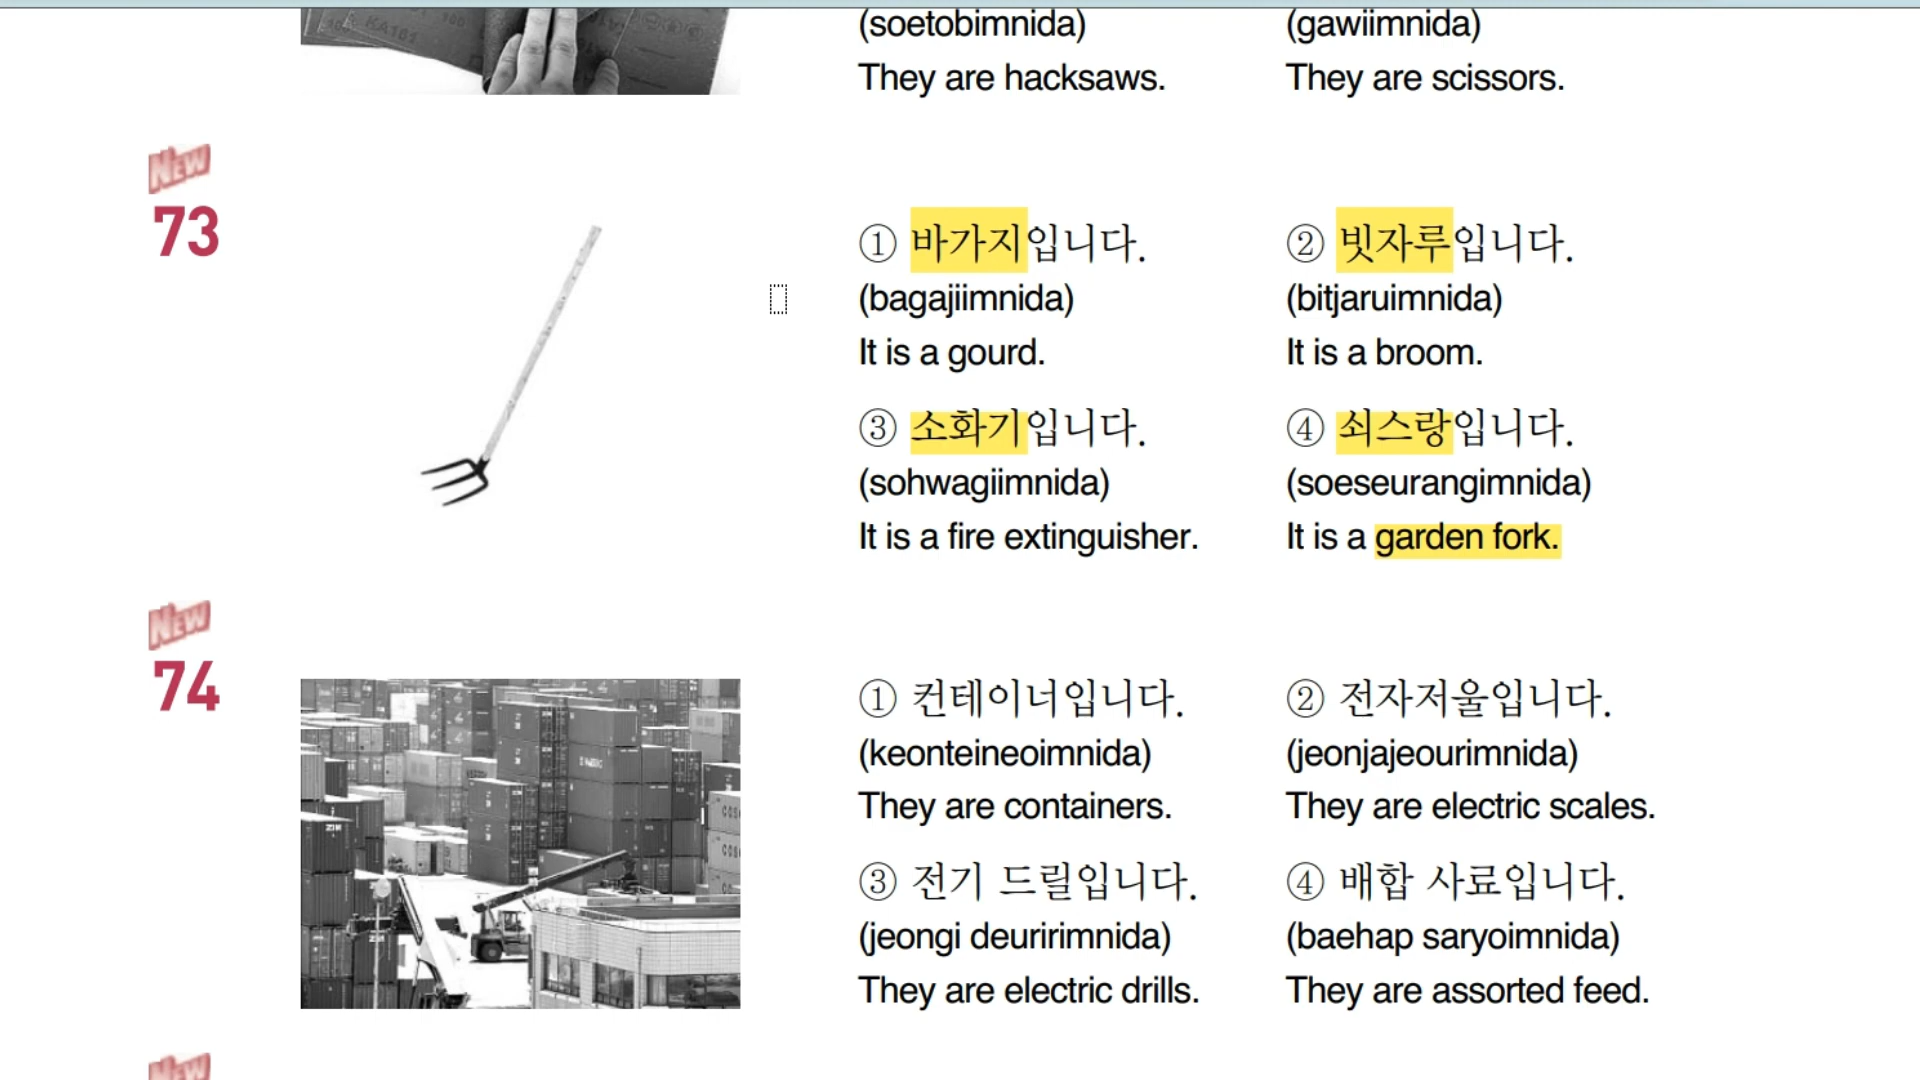 (soetobimnida) (gawiimnida)
They are hacksaws. They are scissors.
NEW
73
① 바가지입니다. ② 빗자루입니다.
(bagajiimnida) (bitjaruimnida)
It is a gourd. It is a broom.
③ 소화기입니다. ④ 쇠스랑입니다.
(sohwagiimnida) (soeseurangimnida)
It is a fire extinguisher. It is a garden fork.
NEW
74
① 컨테이너입니다. ② 전자저울입니다.
(keonteineoimnida) (jeonjajeourimnida)
They are containers. They are electric scales.
③ 전기 드릴입니다. ④ 배합 사료입니다.
(jeongi deuririmnida) (baehap saryoimnida)
They are electric drills. They are assorted feed.
NEW